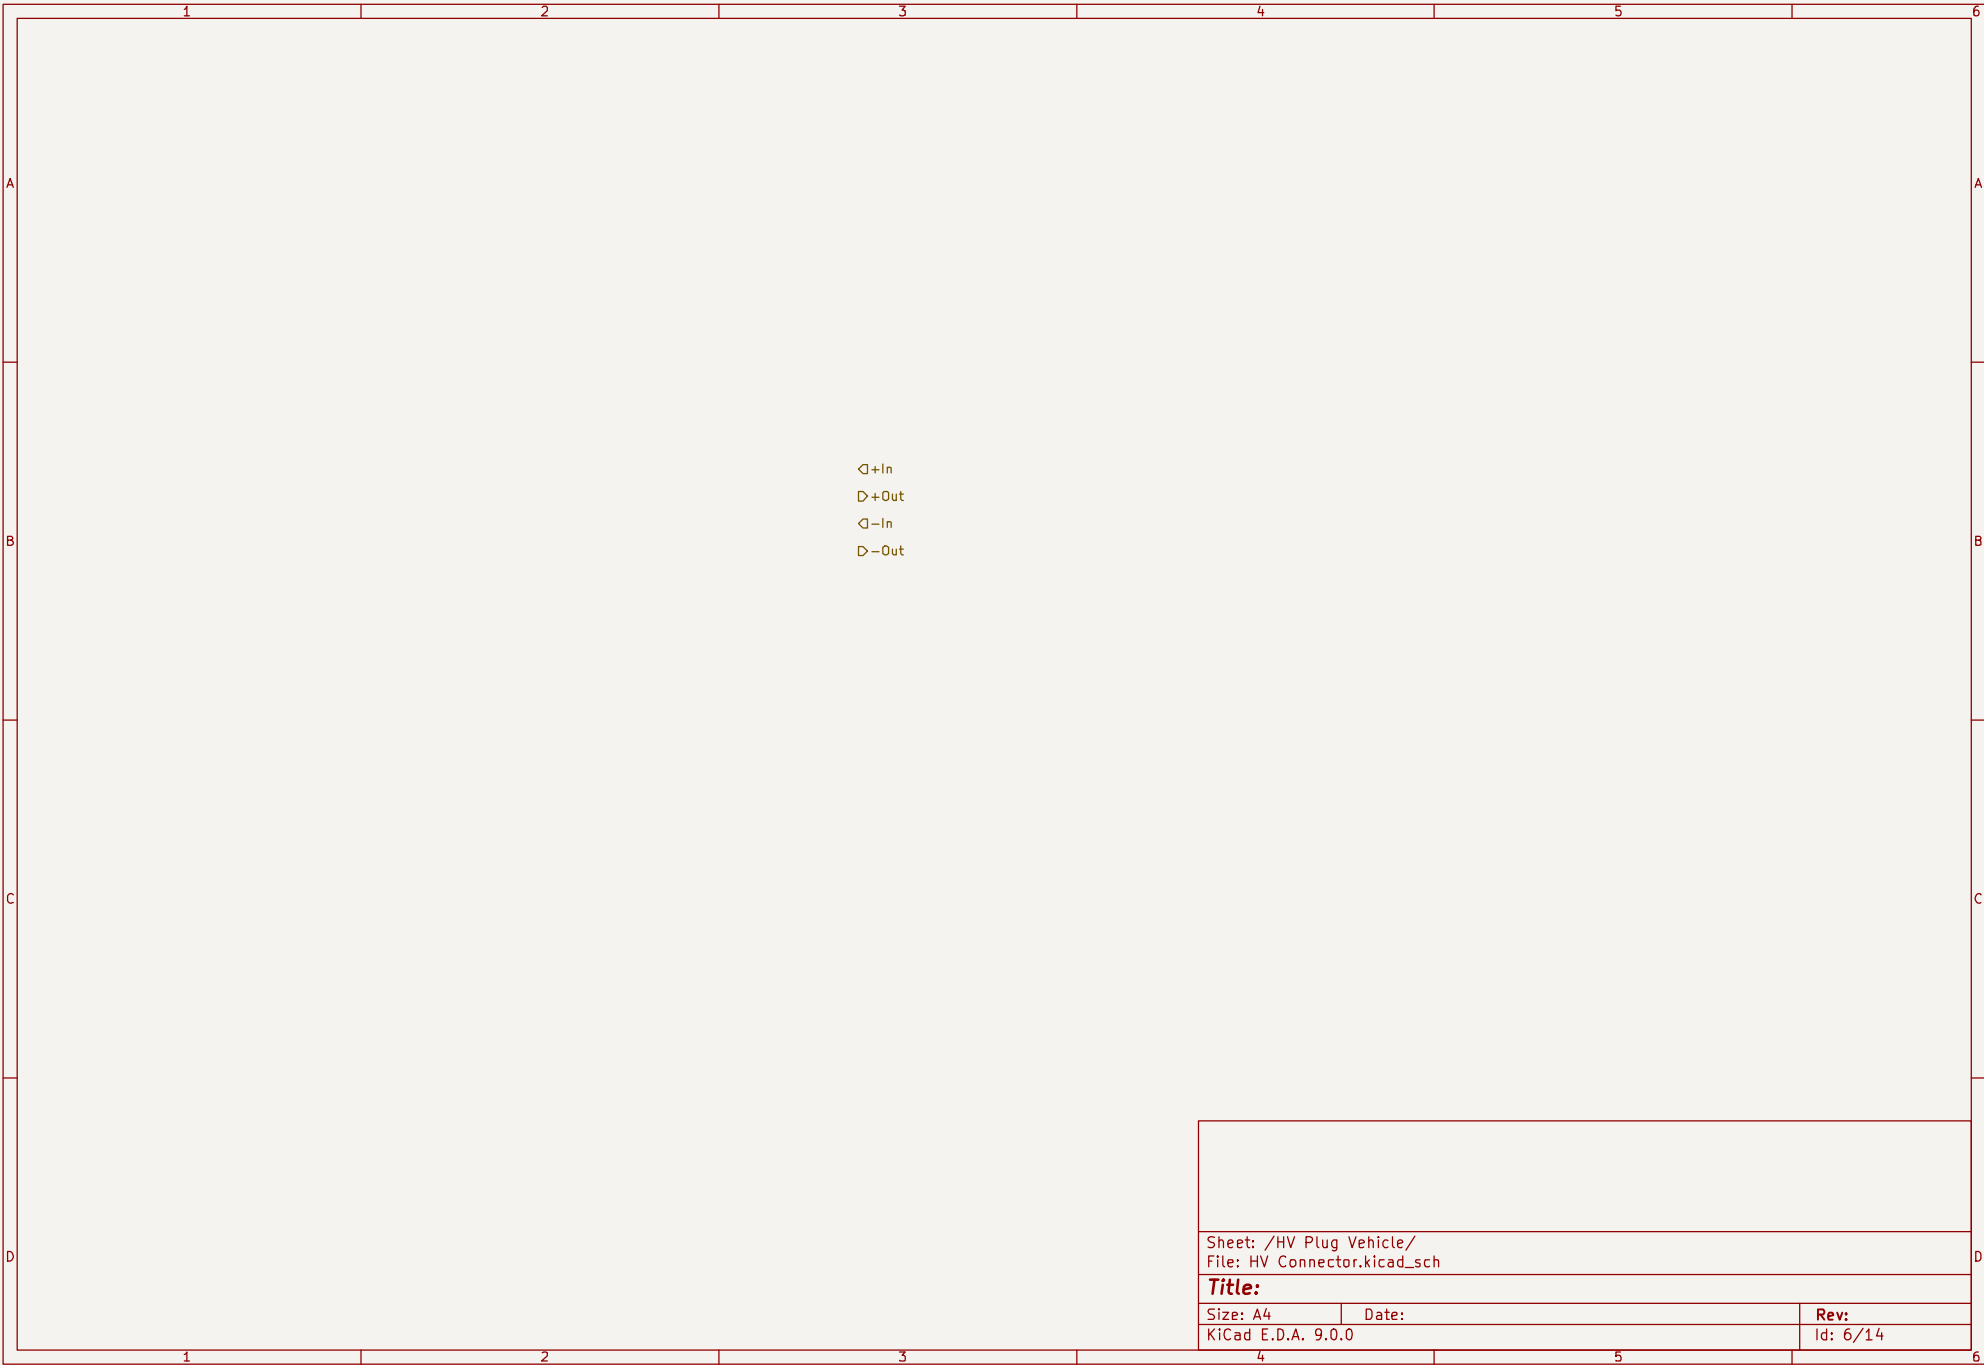 1 2 3 4 5 6
A A
+In
+Out
-In
-Out
B B
C C
Sheet: /HV Plug Vehicle/
File: HV Connector.kicad_sch
D D
Title:
Size: A4 Date: Rev:
KiCad E.D.A. 9.0.0 Id: 6/14
1 2 3 4 5 6